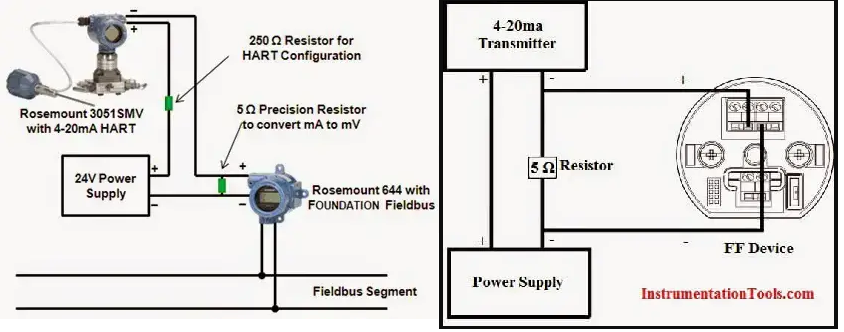 −
+
250 Ω Resistor for
HART Configuration
Rosemount 3051SMV
with 4-20mA HART
5 Ω Precision Resistor
to convert mA to mV
24V Power
Supply
+
−
+
−
Rosemount 644 with
FOUNDATION Fieldbus
Fieldbus Segment
4-20ma
Transmitter
+
-
5 Ω
Resistor
-
-
FF Device
Power Supply
InstrumentationTools.com